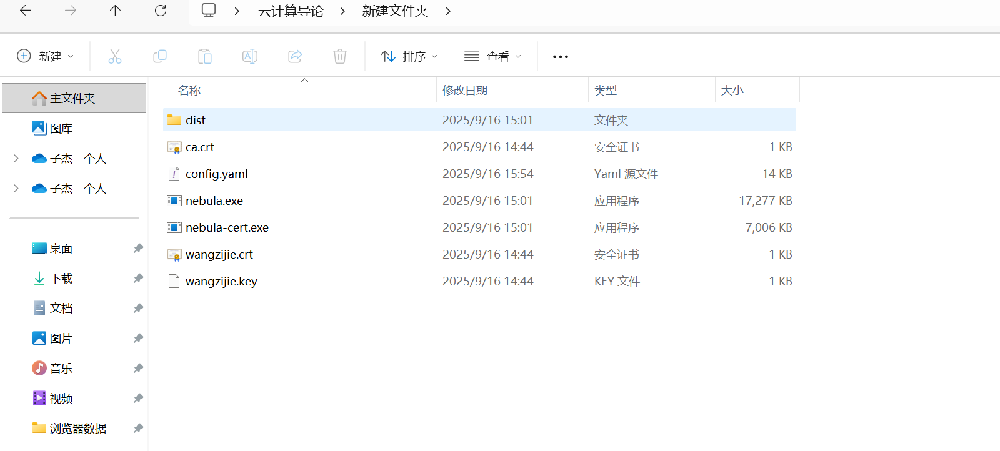 云计算导论 新建文件夹
新建 排序 查看
主文件夹
图库
子杰 - 个人
子杰 - 个人
桌面
下载
文档
图片
音乐
视频
浏览器数据
名称 修改日期 类型 大小
dist 2025/9/16 15:01 文件夹
ca.crt 2025/9/16 14:44 安全证书 1 KB
config.yaml 2025/9/16 15:54 Yaml 源文件 14 KB
nebula.exe 2025/9/16 15:01 应用程序 17,277 KB
nebula-cert.exe 2025/9/16 15:01 应用程序 7,006 KB
wangzijie.crt 2025/9/16 14:44 安全证书 1 KB
wangzijie.key 2025/9/16 14:44 KEY 文件 1 KB